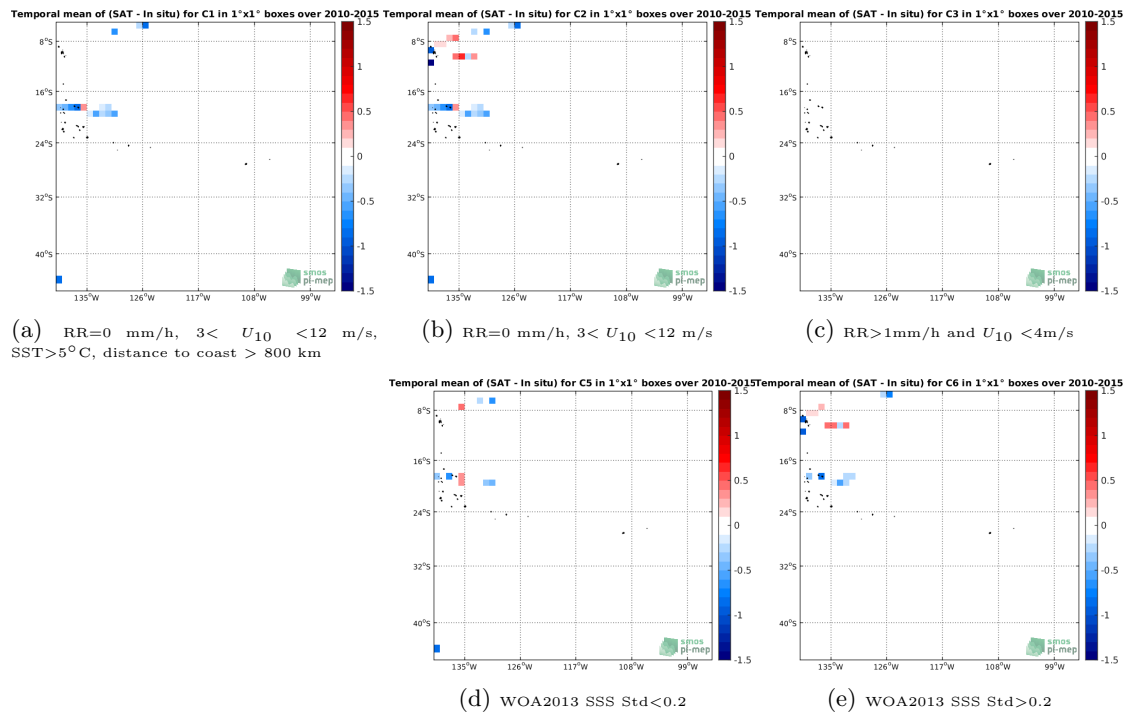 Temporal mean of (SAT - In situ) for C1 in 1°x1° boxes over 2010-2015
8°S
16°S
24°S
32°S
40°S
135°W 126°W 117°W 108°W 99°W
1.5
1
0.5
0
-0.5
-1
-1.5
smos
pi-mep
(a) RR=0 mm/h, 3< U10 <12 m/s,
SST>5°C, distance to coast > 800 km
Temporal mean of (SAT - In situ) for C2 in 1°x1° boxes over 2010-2015
8°S
16°S
24°S
32°S
40°S
135°W 126°W 117°W 108°W 99°W
1.5
1
0.5
0
-0.5
-1
-1.5
smos
pi-mep
(b) RR=0 mm/h, 3< U10 <12 m/s
Temporal mean of (SAT - In situ) for C3 in 1°x1° boxes over 2010-2015
8°S
16°S
24°S
32°S
40°S
135°W 126°W 117°W 108°W 99°W
1.5
1
0.5
0
-0.5
-1
-1.5
smos
pi-mep
(c) RR>1mm/h and U10 <4m/s
Temporal mean of (SAT - In situ) for C5 in 1°x1° boxes over 2010-2015
8°S
16°S
24°S
32°S
40°S
135°W 126°W 117°W 108°W 99°W
1.5
1
0.5
0
-0.5
-1
-1.5
smos
pi-mep
(d) WOA2013 SSS Std<0.2
Temporal mean of (SAT - In situ) for C6 in 1°x1° boxes over 2010-2015
8°S
16°S
24°S
32°S
40°S
135°W 126°W 117°W 108°W 99°W
1.5
1
0.5
0
-0.5
-1
-1.5
smos
pi-mep
(e) WOA2013 SSS Std>0.2